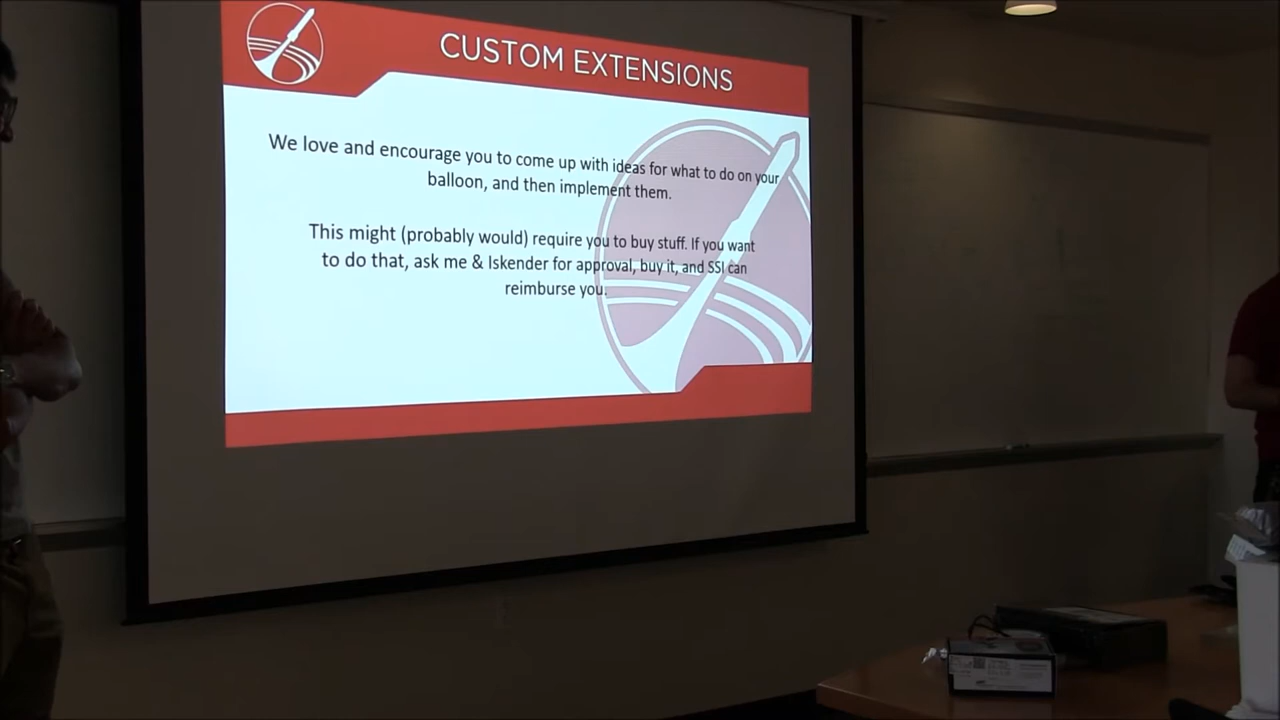 CUSTOM EXTENSIONS
We love and encourage you to come up with ideas for what to do on your
balloon, and then implement them.
This might (probably would) require you to buy stuff. If you want
to do that, ask me & Iskender for approval, buy it, and SSI can
reimburse you.